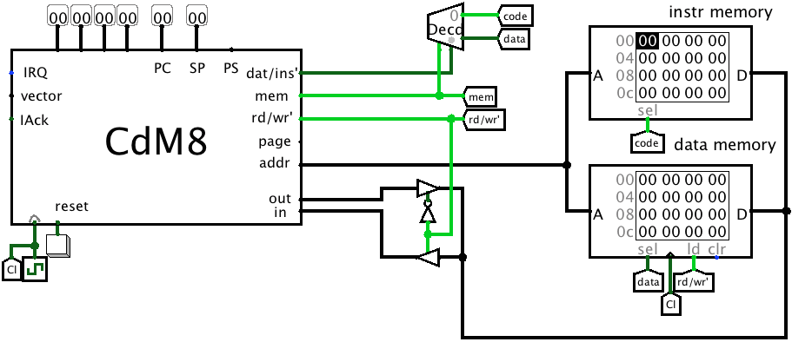 00 00 00 00 00 00
IRQ
vector
IAck
PC SP PS
CdM8
dat/ins'
mem
rd/wr'
page
addr
out
in
reset
Cl
0
Decd
code
data
mem
rd/wr'
instr memory
00 00 00 00 00
04 00 00 00 00
08 00 00 00 00
0c 00 00 00 00
A D
sel
code
data memory
00 00 00 00 00
04 00 00 00 00
08 00 00 00 00
0c 00 00 00 00
A D
sel ld clr
data rd/wr'
Cl